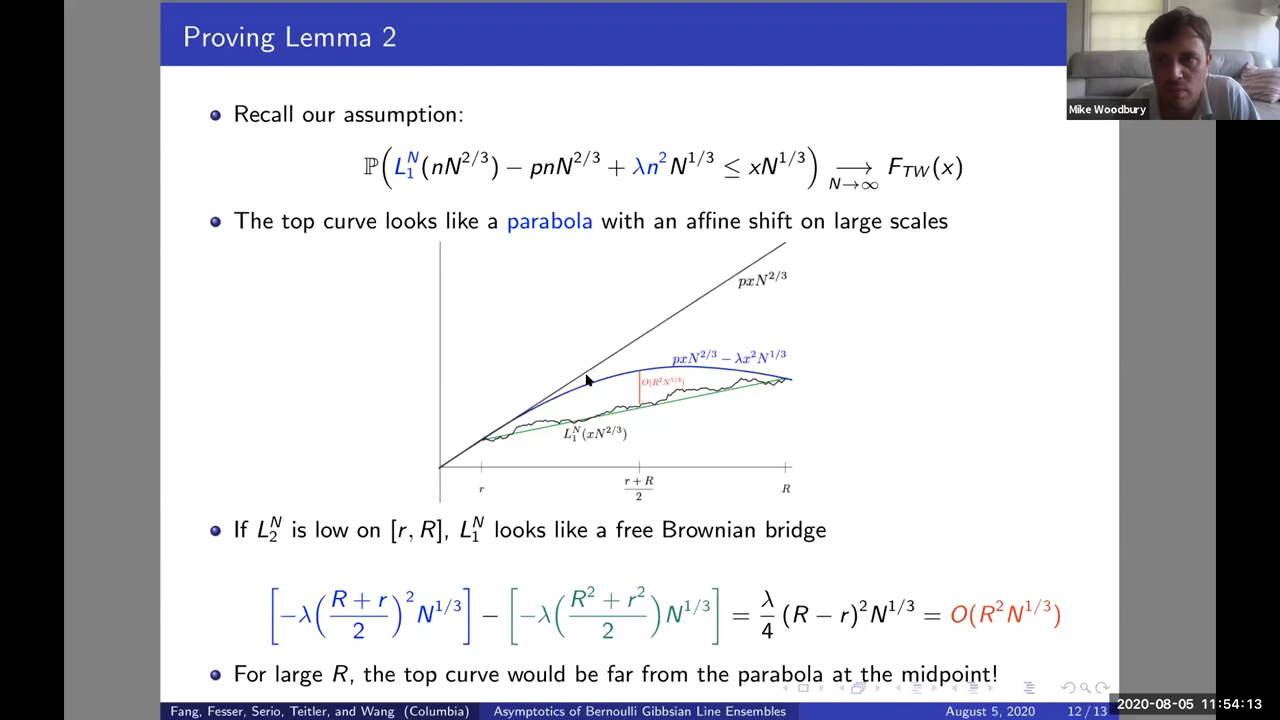 Proving Lemma 2
Mike Woodbury
Recall our assumption:
ℙ(L₁ᴺ(nN^{2/3}) − pnN^{2/3} + λn²N^{1/3} ≤ xN^{1/3}) ⟶_{N→∞} F_{TW}(x)
The top curve looks like a parabola with an affine shift on large scales
pxN^{2/3}
pxN^{2/3} − λx²N^{1/3}
O(R²N^{1/3})
L₁ᴺ(xN^{2/3})
r
(r + R)/2
R
If L₂ᴺ is low on [r, R], L₁ᴺ looks like a free Brownian bridge
[−λ((R + r)/2)² N^{1/3}] − [−λ((R² + r²)/2)N^{1/3}] = λ/4 (R − r)²N^{1/3} = O(R²N^{1/3})
For large R, the top curve would be far from the parabola at the midpoint!
Fang, Fesser, Serio, Teitler, and Wang (Columbia) Asymptotics of Bernoulli Gibbsian Line Ensembles August 5, 2020 12 / 13
2020-08-05 11:54:13